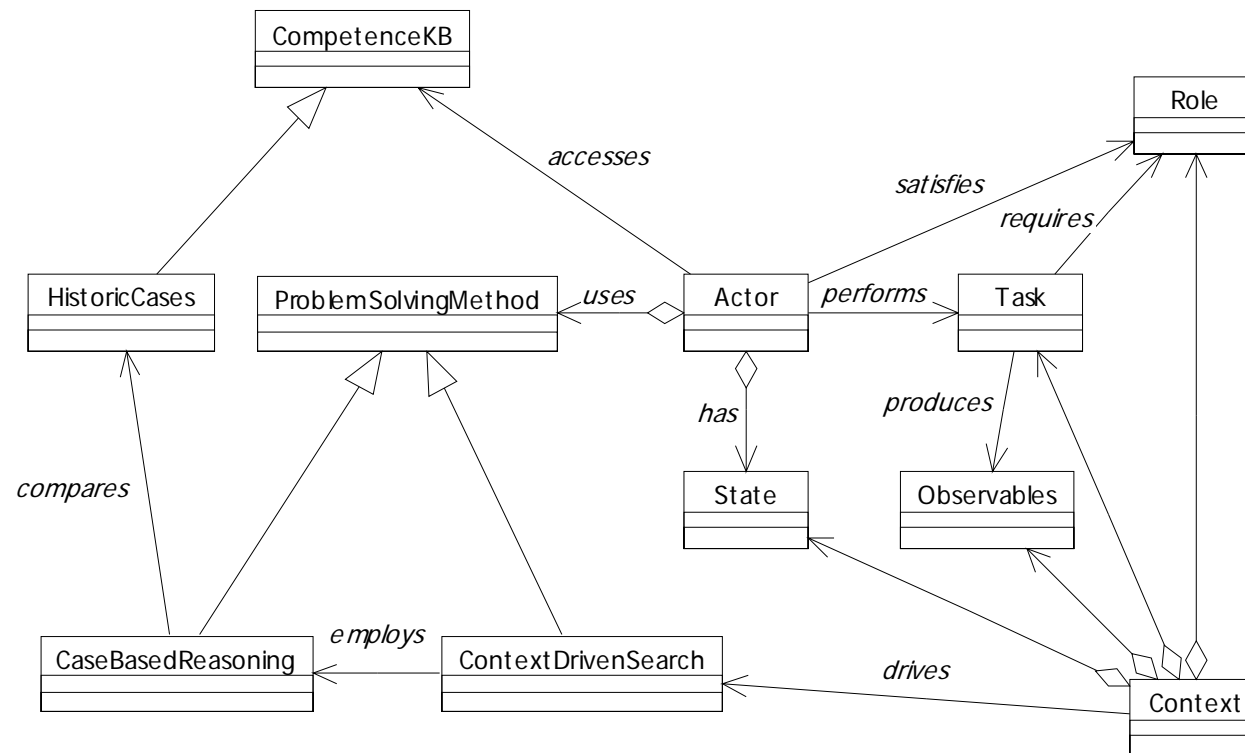 CompetenceKB
Role
accesses
satisfies
requires
HistoricCases
ProblemSolvingMethod
uses
Actor
performs
Task
has
produces
compares
State
Observables
employs
CaseBasedReasoning
ContextDrivenSearch
drives
Context